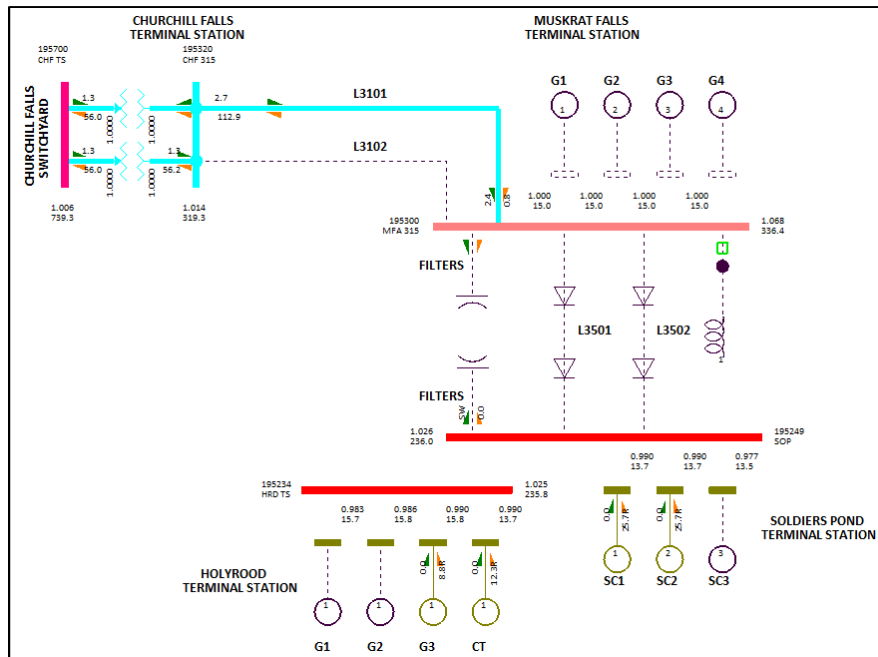 CHURCHILL FALLS
TERMINAL STATION
MUSKRAT FALLS
TERMINAL STATION
195700
CHF TS
195320
CHF 315
CHURCHILL FALLS
SWITCHYARD
1.3
56.0
1.0000
1.0000
2.7
112.9
L3101
1.3
56.0
1.0000
1.0000
1.3
56.2
L3102
1.006
739.3
1.014
319.3
G1
G2
G3
G4
1
2
3
4
2.4
0.8
1.000
15.0
1.000
15.0
1.000
15.0
1.000
15.0
195300
MFA 315
1.068
336.4
FILTERS
H
L3501
L3502
1
FILTERS
SW
0.0
1.026
236.0
195249
SOP
195234
HRD TS
1.025
235.8
0.983
15.7
0.986
15.8
0.990
15.8
0.990
13.7
0.990
13.7
0.990
13.7
0.977
13.5
0.0
8.8R
0.0
12.3R
0.0
25.7R
0.0
25.7R
SOLDIERS POND
TERMINAL STATION
HOLYROOD
TERMINAL STATION
1
1
1
1
1
2
3
SC1
SC2
SC3
G1
G2
G3
CT